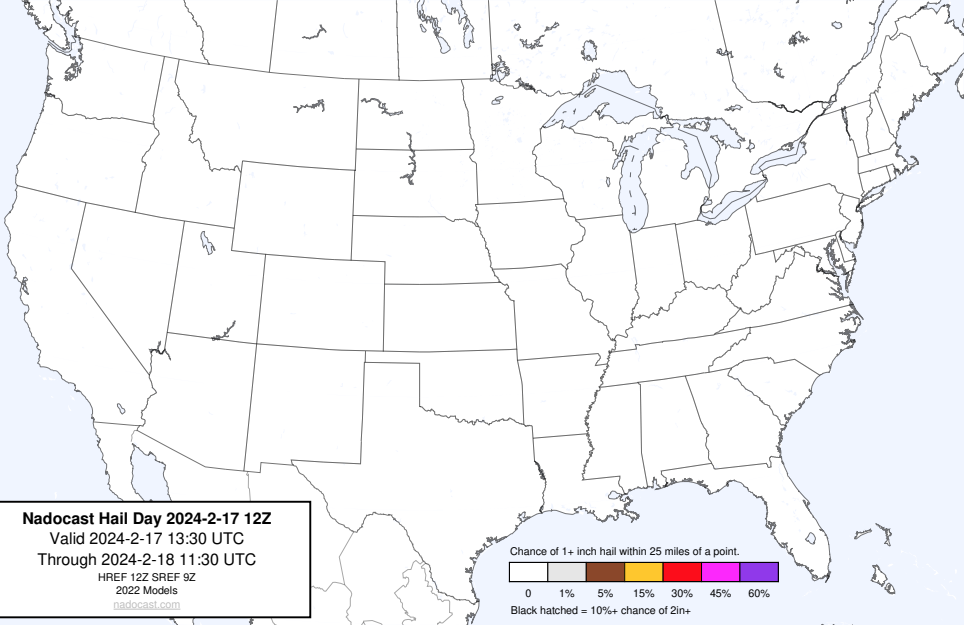 Nadocast Hail Day 2024-2-17 12Z
Valid 2024-2-17 13:30 UTC
Through 2024-2-18 11:30 UTC
HREF 12Z SREF 9Z
2022 Models
nadocast.com
Chance of 1+ inch hail within 25 miles of a point.
0 1% 5% 15% 30% 45% 60%
Black hatched = 10%+ chance of 2in+